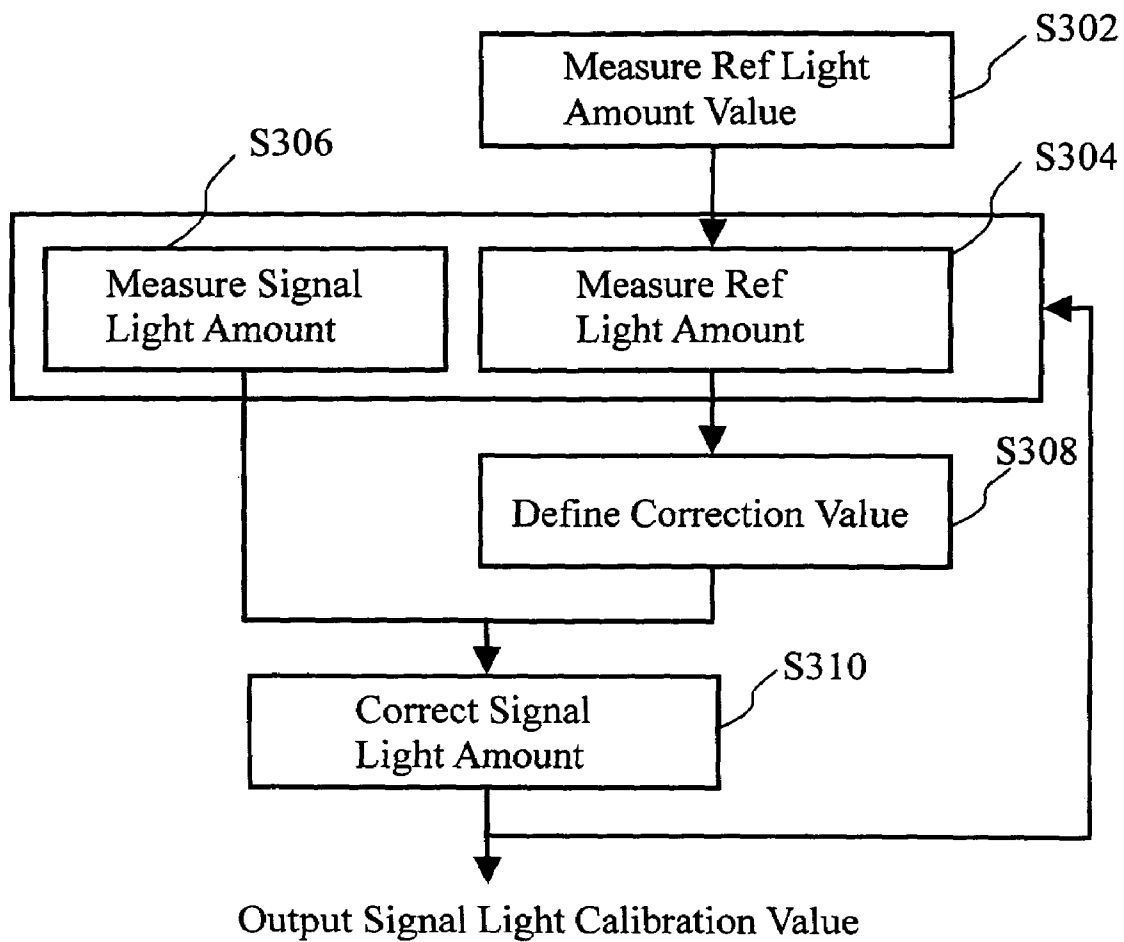 S302
Measure Ref Light
Amount Value
S306
S304
Measure Signal
Light Amount
Measure Ref
Light Amount
S308
Define Correction Value
S310
Correct Signal
Light Amount
Output Signal Light Calibration Value